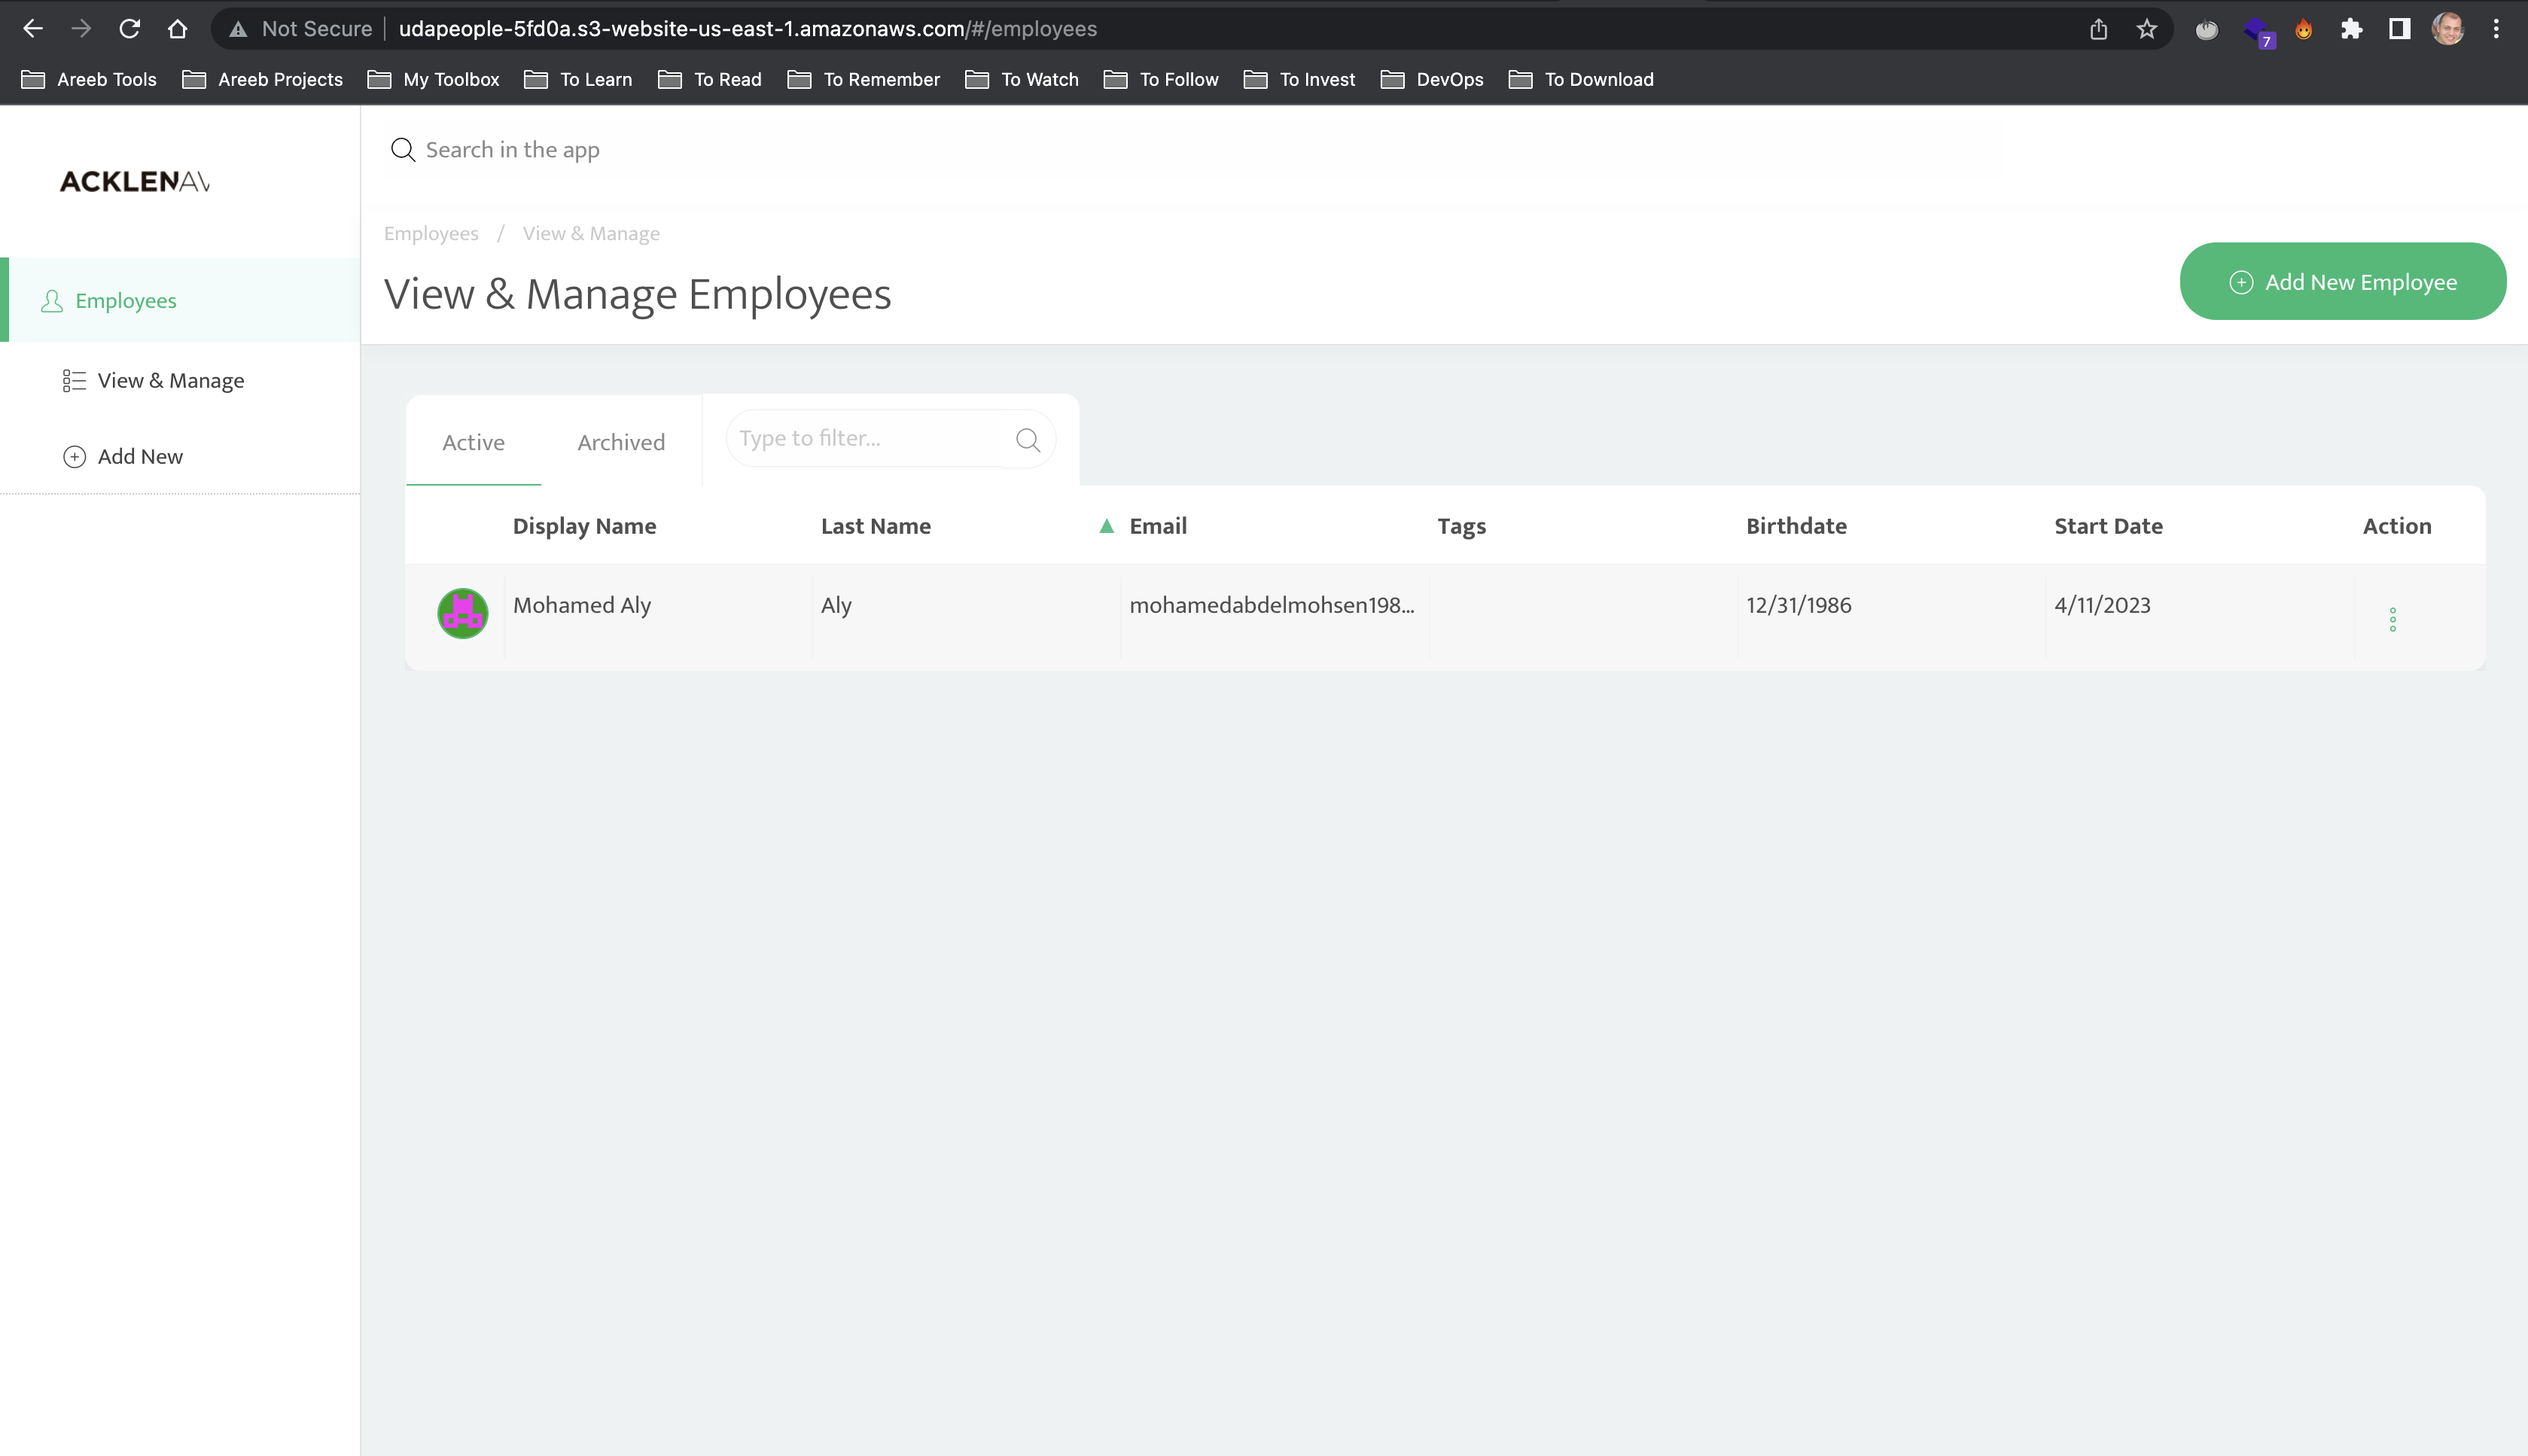 Not Secure udapeople-5fd0a.s3-website-us-east-1.amazonaws.com/#/employees
7
Areeb Tools Areeb Projects My Toolbox To Learn To Read To Remember To Watch To Follow To Invest DevOps To Download
ACKLENAV
Search in the app
Employees / View & Manage
View & Manage Employees
Add New Employee
Employees
View & Manage
Add New
Active Archived Type to filter...
Display Name Last Name Email Tags Birthdate Start Date Action
Mohamed Aly Aly mohamedabdelmohsen198... 12/31/1986 4/11/2023